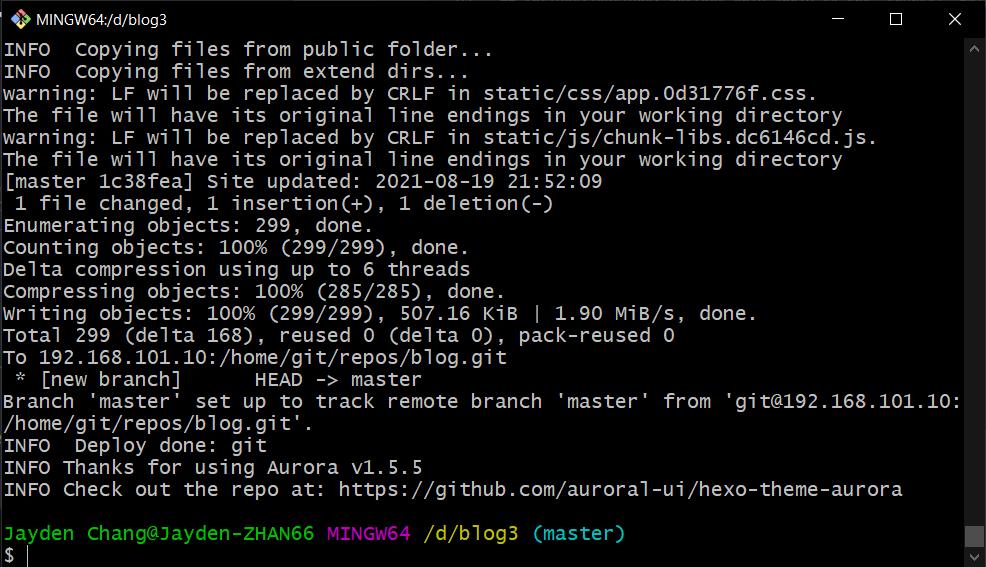 MINGW64:/d/blog3
INFO  Copying files from public folder...
INFO  Copying files from extend dirs...
warning: LF will be replaced by CRLF in static/css/app.0d31776f.css.
The file will have its original line endings in your working directory
warning: LF will be replaced by CRLF in static/js/chunk-libs.dc6146cd.js.
The file will have its original line endings in your working directory
[master 1c38fea] Site updated: 2021-08-19 21:52:09
 1 file changed, 1 insertion(+), 1 deletion(-)
Enumerating objects: 299, done.
Counting objects: 100% (299/299), done.
Delta compression using up to 6 threads
Compressing objects: 100% (285/285), done.
Writing objects: 100% (299/299), 507.16 KiB | 1.90 MiB/s, done.
Total 299 (delta 168), reused 0 (delta 0), pack-reused 0
To 192.168.101.10:/home/git/repos/blog.git
 * [new branch]      HEAD -> master
Branch 'master' set up to track remote branch 'master' from 'git@192.168.101.10:
/home/git/repos/blog.git'.
INFO  Deploy done: git
INFO Thanks for using Aurora v1.5.5
INFO Check out the repo at: https://github.com/auroral-ui/hexo-theme-aurora
Jayden Chang@Jayden-ZHAN66 MINGW64 /d/blog3 (master)
$